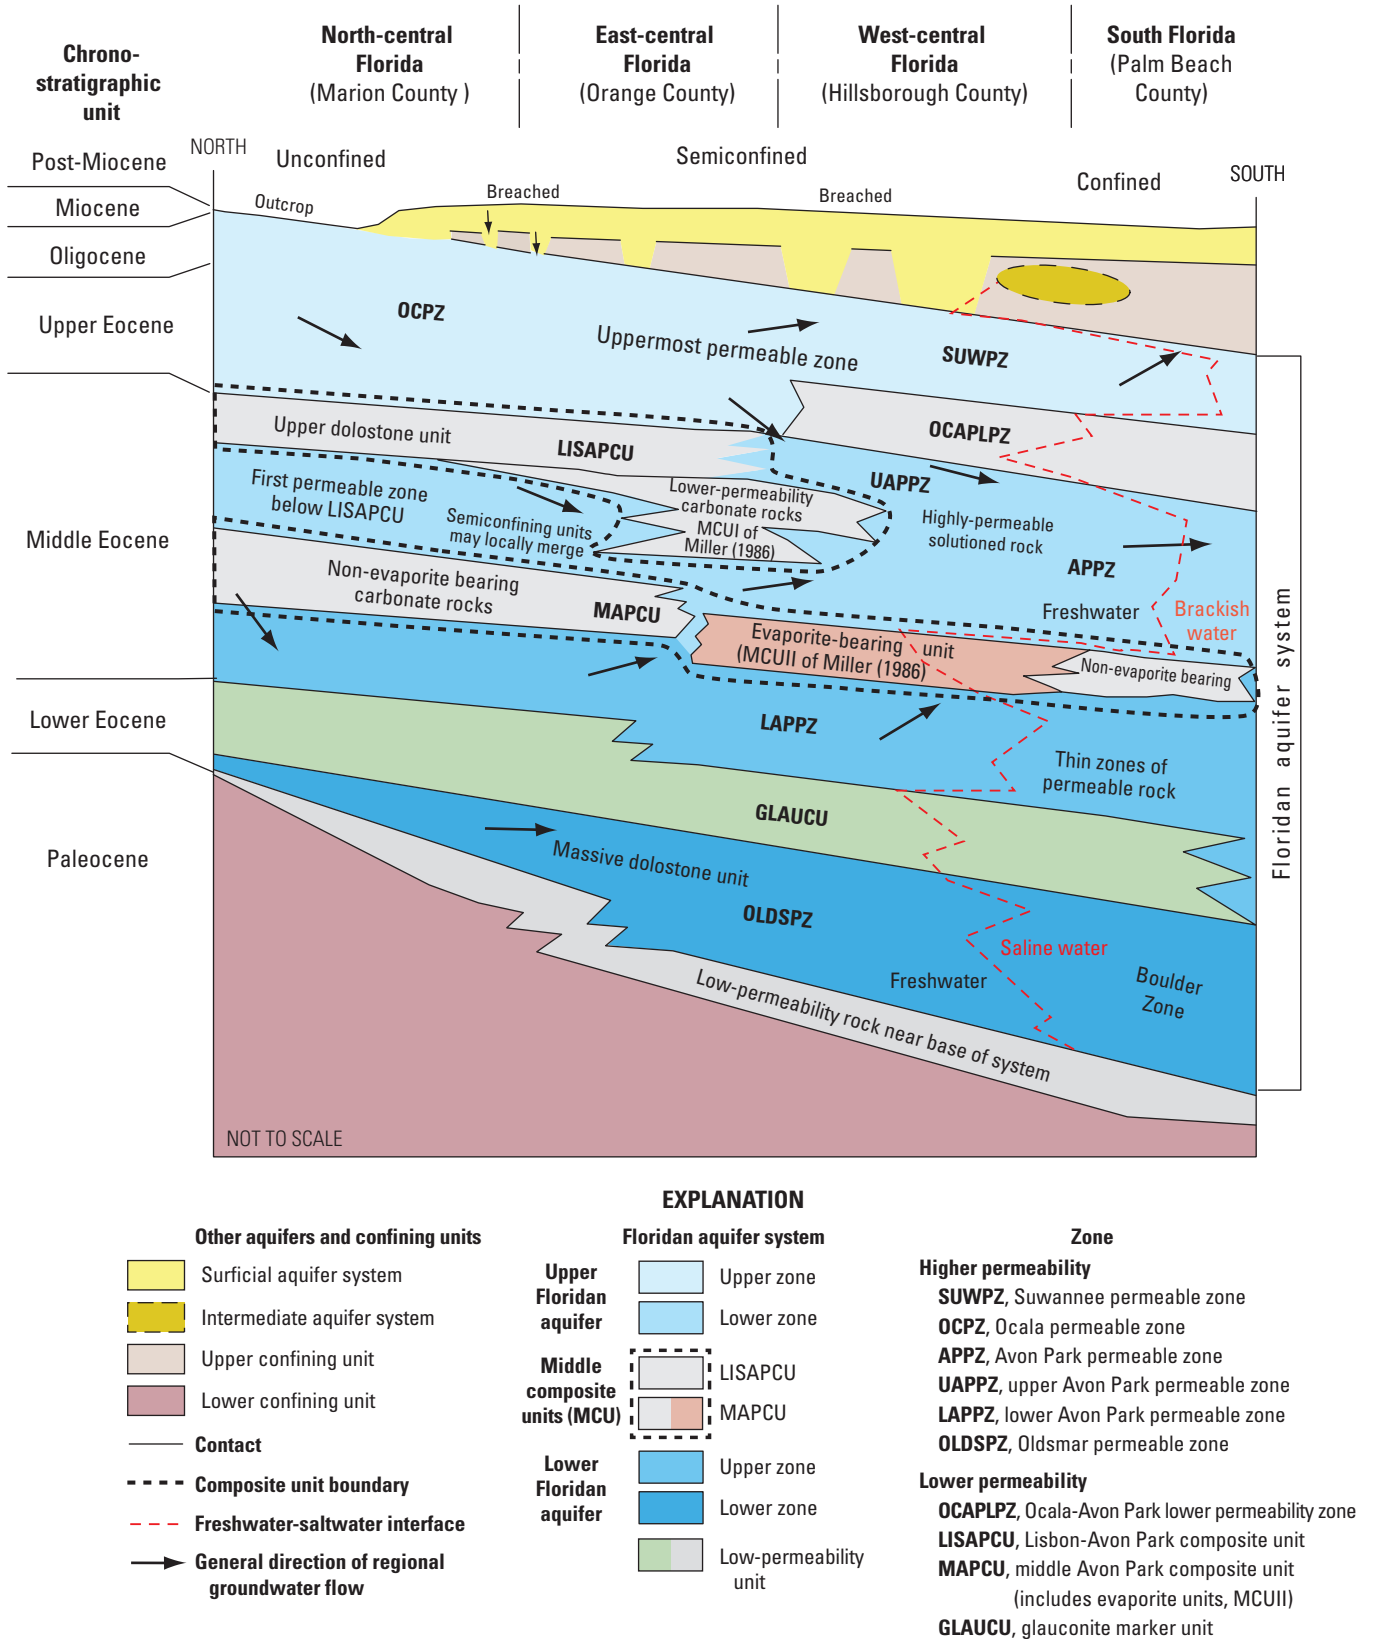 Chrono-
stratigraphic
unit
North-central
Florida
(Marion County )
East-central
Florida
(Orange County)
West-central
Florida
(Hillsborough County)
South Florida
(Palm Beach
County)
Post-Miocene
Miocene
Oligocene
Upper Eocene
Middle Eocene
Lower Eocene
Paleocene
NORTH
Unconfined
Semiconfined
Confined
SOUTH
Outcrop
Breached
Breached
OCPZ
Uppermost permeable zone
SUWPZ
Upper dolostone unit
LISAPCU
OCAPLPZ
First permeable zone
below LISAPCU
Semiconfining units
may locally merge
Lower-permeability
carbonate rocks
MCUI of
Miller (1986)
UAPPZ
Highly-permeable
solutioned rock
APPZ
Non-evaporite bearing
carbonate rocks
MAPCU
Freshwater
Brackish
water
Evaporite-bearing unit
(MCUII of Miller (1986)
Non-evaporite bearing
LAPPZ
Thin zones of
permeable rock
GLAUCU
Massive dolostone unit
OLDSPZ
Saline water
Freshwater
Boulder
Zone
Low-permeability rock near base of system
NOT TO SCALE
Floridan aquifer system
EXPLANATION
Other aquifers and confining units
Surficial aquifer system
Intermediate aquifer system
Upper confining unit
Lower confining unit
Contact
Composite unit boundary
Freshwater-saltwater interface
General direction of regional
groundwater flow
Floridan aquifer system
Upper
Floridan
aquifer
Upper zone
Lower zone
Middle
composite
units (MCU)
LISAPCU
MAPCU
Lower
Floridan
aquifer
Upper zone
Lower zone
Low-permeability
unit
Zone
Higher permeability
SUWPZ, Suwannee permeable zone
OCPZ, Ocala permeable zone
APPZ, Avon Park permeable zone
UAPPZ, upper Avon Park permeable zone
LAPPZ, lower Avon Park permeable zone
OLDSPZ, Oldsmar permeable zone
Lower permeability
OCAPLPZ, Ocala-Avon Park lower permeability zone
LISAPCU, Lisbon-Avon Park composite unit
MAPCU, middle Avon Park composite unit
(includes evaporite units, MCUII)
GLAUCU, glauconite marker unit